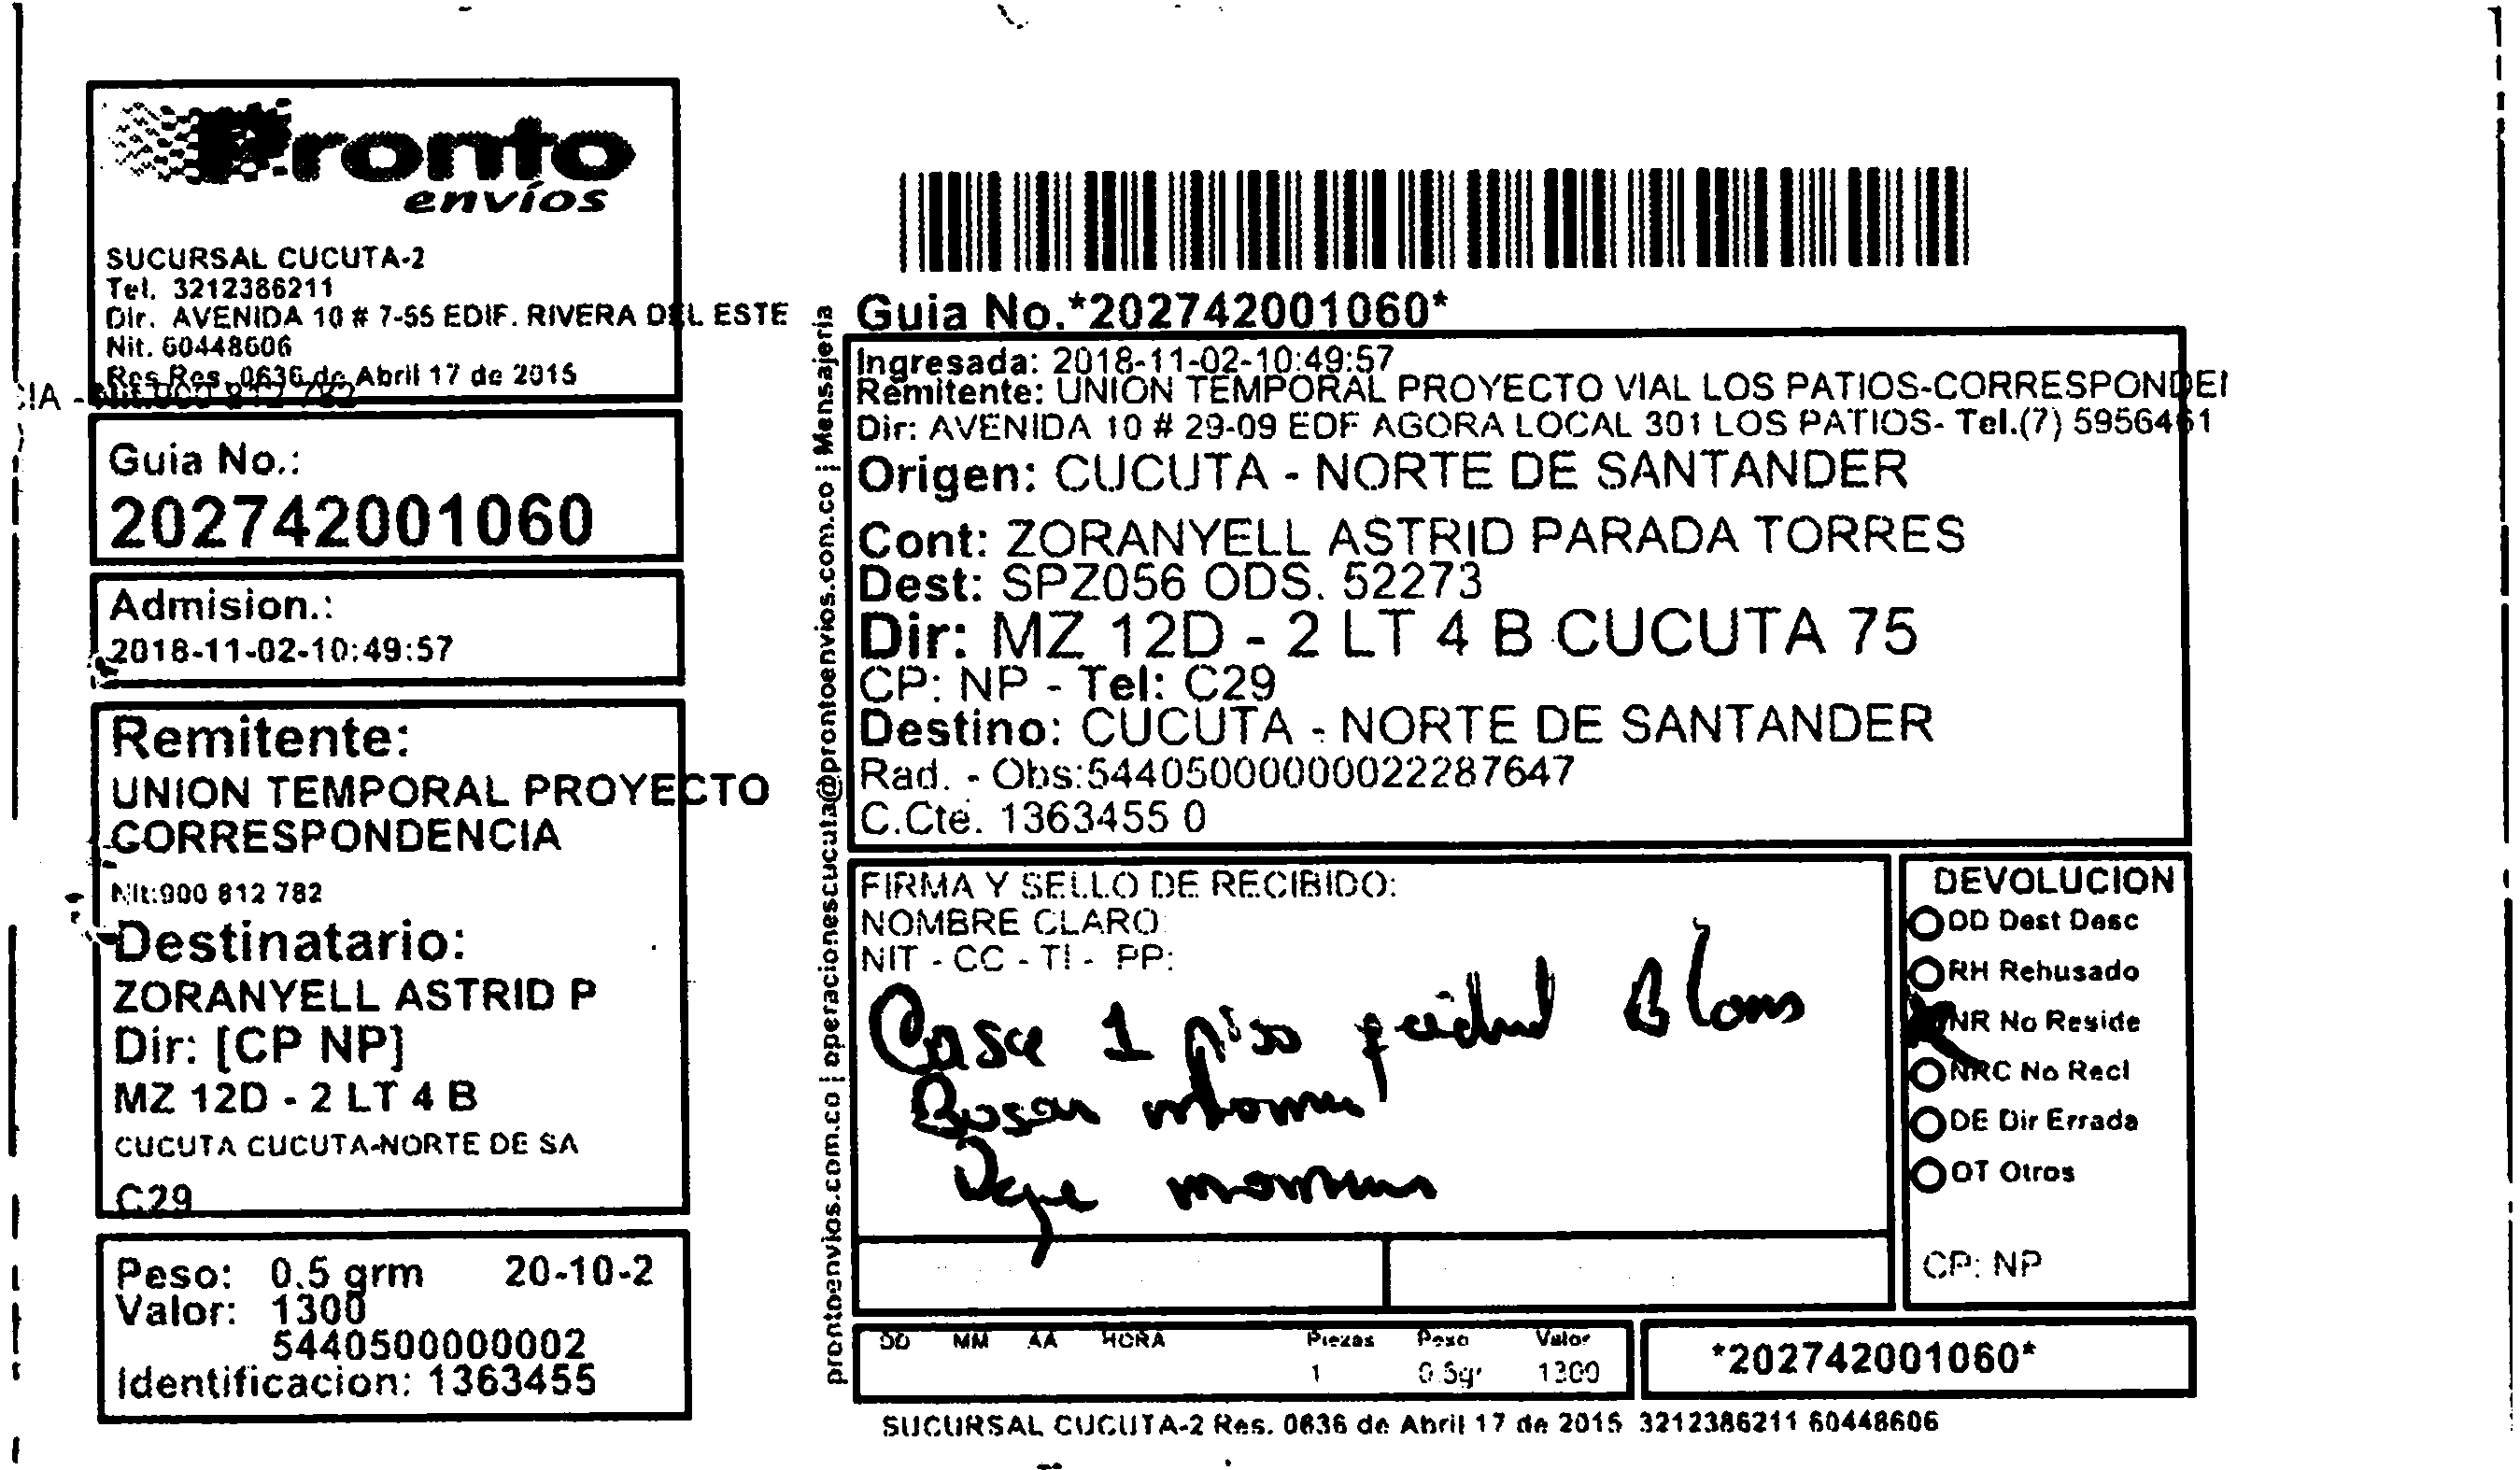 Pronto
envíos
SUCURSAL CUCUTA-2
Tel. 3212386211
Dir. AVENIDA 10 # 7-55 EDIF. RIVERA DEL ESTE
Nit. 60448606
Res Res. 0636 de Abril 17 de 2015
Guia No.:
202742001060
Admision.:
2018-11-02-10:49:57
Remitente:
UNION TEMPORAL PROYECTO
CORRESPONDENCIA
Nit:900 812 782
Destinatario:
ZORANYELL ASTRID P
Dir: [CP NP]
MZ 12D - 2 LT 4 B
CUCUTA CUCUTA-NORTE DE SA
C29
Peso: 0.5 grm 20-10-2
Valor: 1300
5440500000002
Identificacion: 1363455
prontoenvios.com.co | operacionescucuta@prontoenvios.com.co | Mensajeria
Guia No.*202742001060*
Ingresada: 2018-11-02-10:49:57
Remitente: UNION TEMPORAL PROYECTO VIAL LOS PATIOS-CORRESPONDEI
Dir: AVENIDA 10 # 29-09 EDF AGORA LOCAL 301 LOS PATIOS- Tel.(7) 5956461
Origen: CUCUTA - NORTE DE SANTANDER
Cont: ZORANYELL ASTRID PARADA TORRES
Dest: SPZ056 ODS. 52273
Dir: MZ 12D - 2 LT 4 B CUCUTA 75
CP: NP - Tel: C29
Destino: CUCUTA - NORTE DE SANTANDER
Rad. - Obs:544050000000022287647
C.Cte. 1363455 0
FIRMA Y SELLO DE RECIBIDO:
NOMBRE CLARO:
NIT - CC - TI - PP:
Casa 1 piso
DEVOLUCION
DD Dest Desc
RH Rehusado
NR No Reside
NRC No Recl
DE Dir Errada
OT Otros
CP: NP
DD MM AA HORA Piezas Peso Valor
1 0.5gr 1300
*202742001060*
SUCURSAL CUCUTA-2 Res. 0636 de Abril 17 de 2015 3212386211 60448606